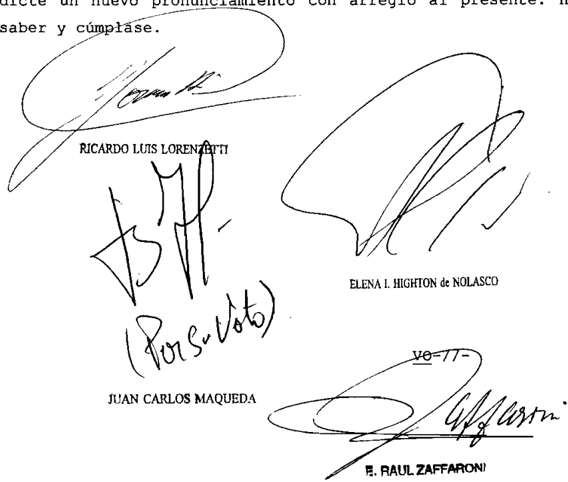 dicte un nuevo pronunciamiento con arreglo al presente.
saber y cúmplase.
RICARDO LUIS LORENZETTI
ELENA I. HIGHTON de NOLASCO
(Por su Voto)
JUAN CARLOS MAQUEDA
VO-//-
E. RAUL ZAFFARONI